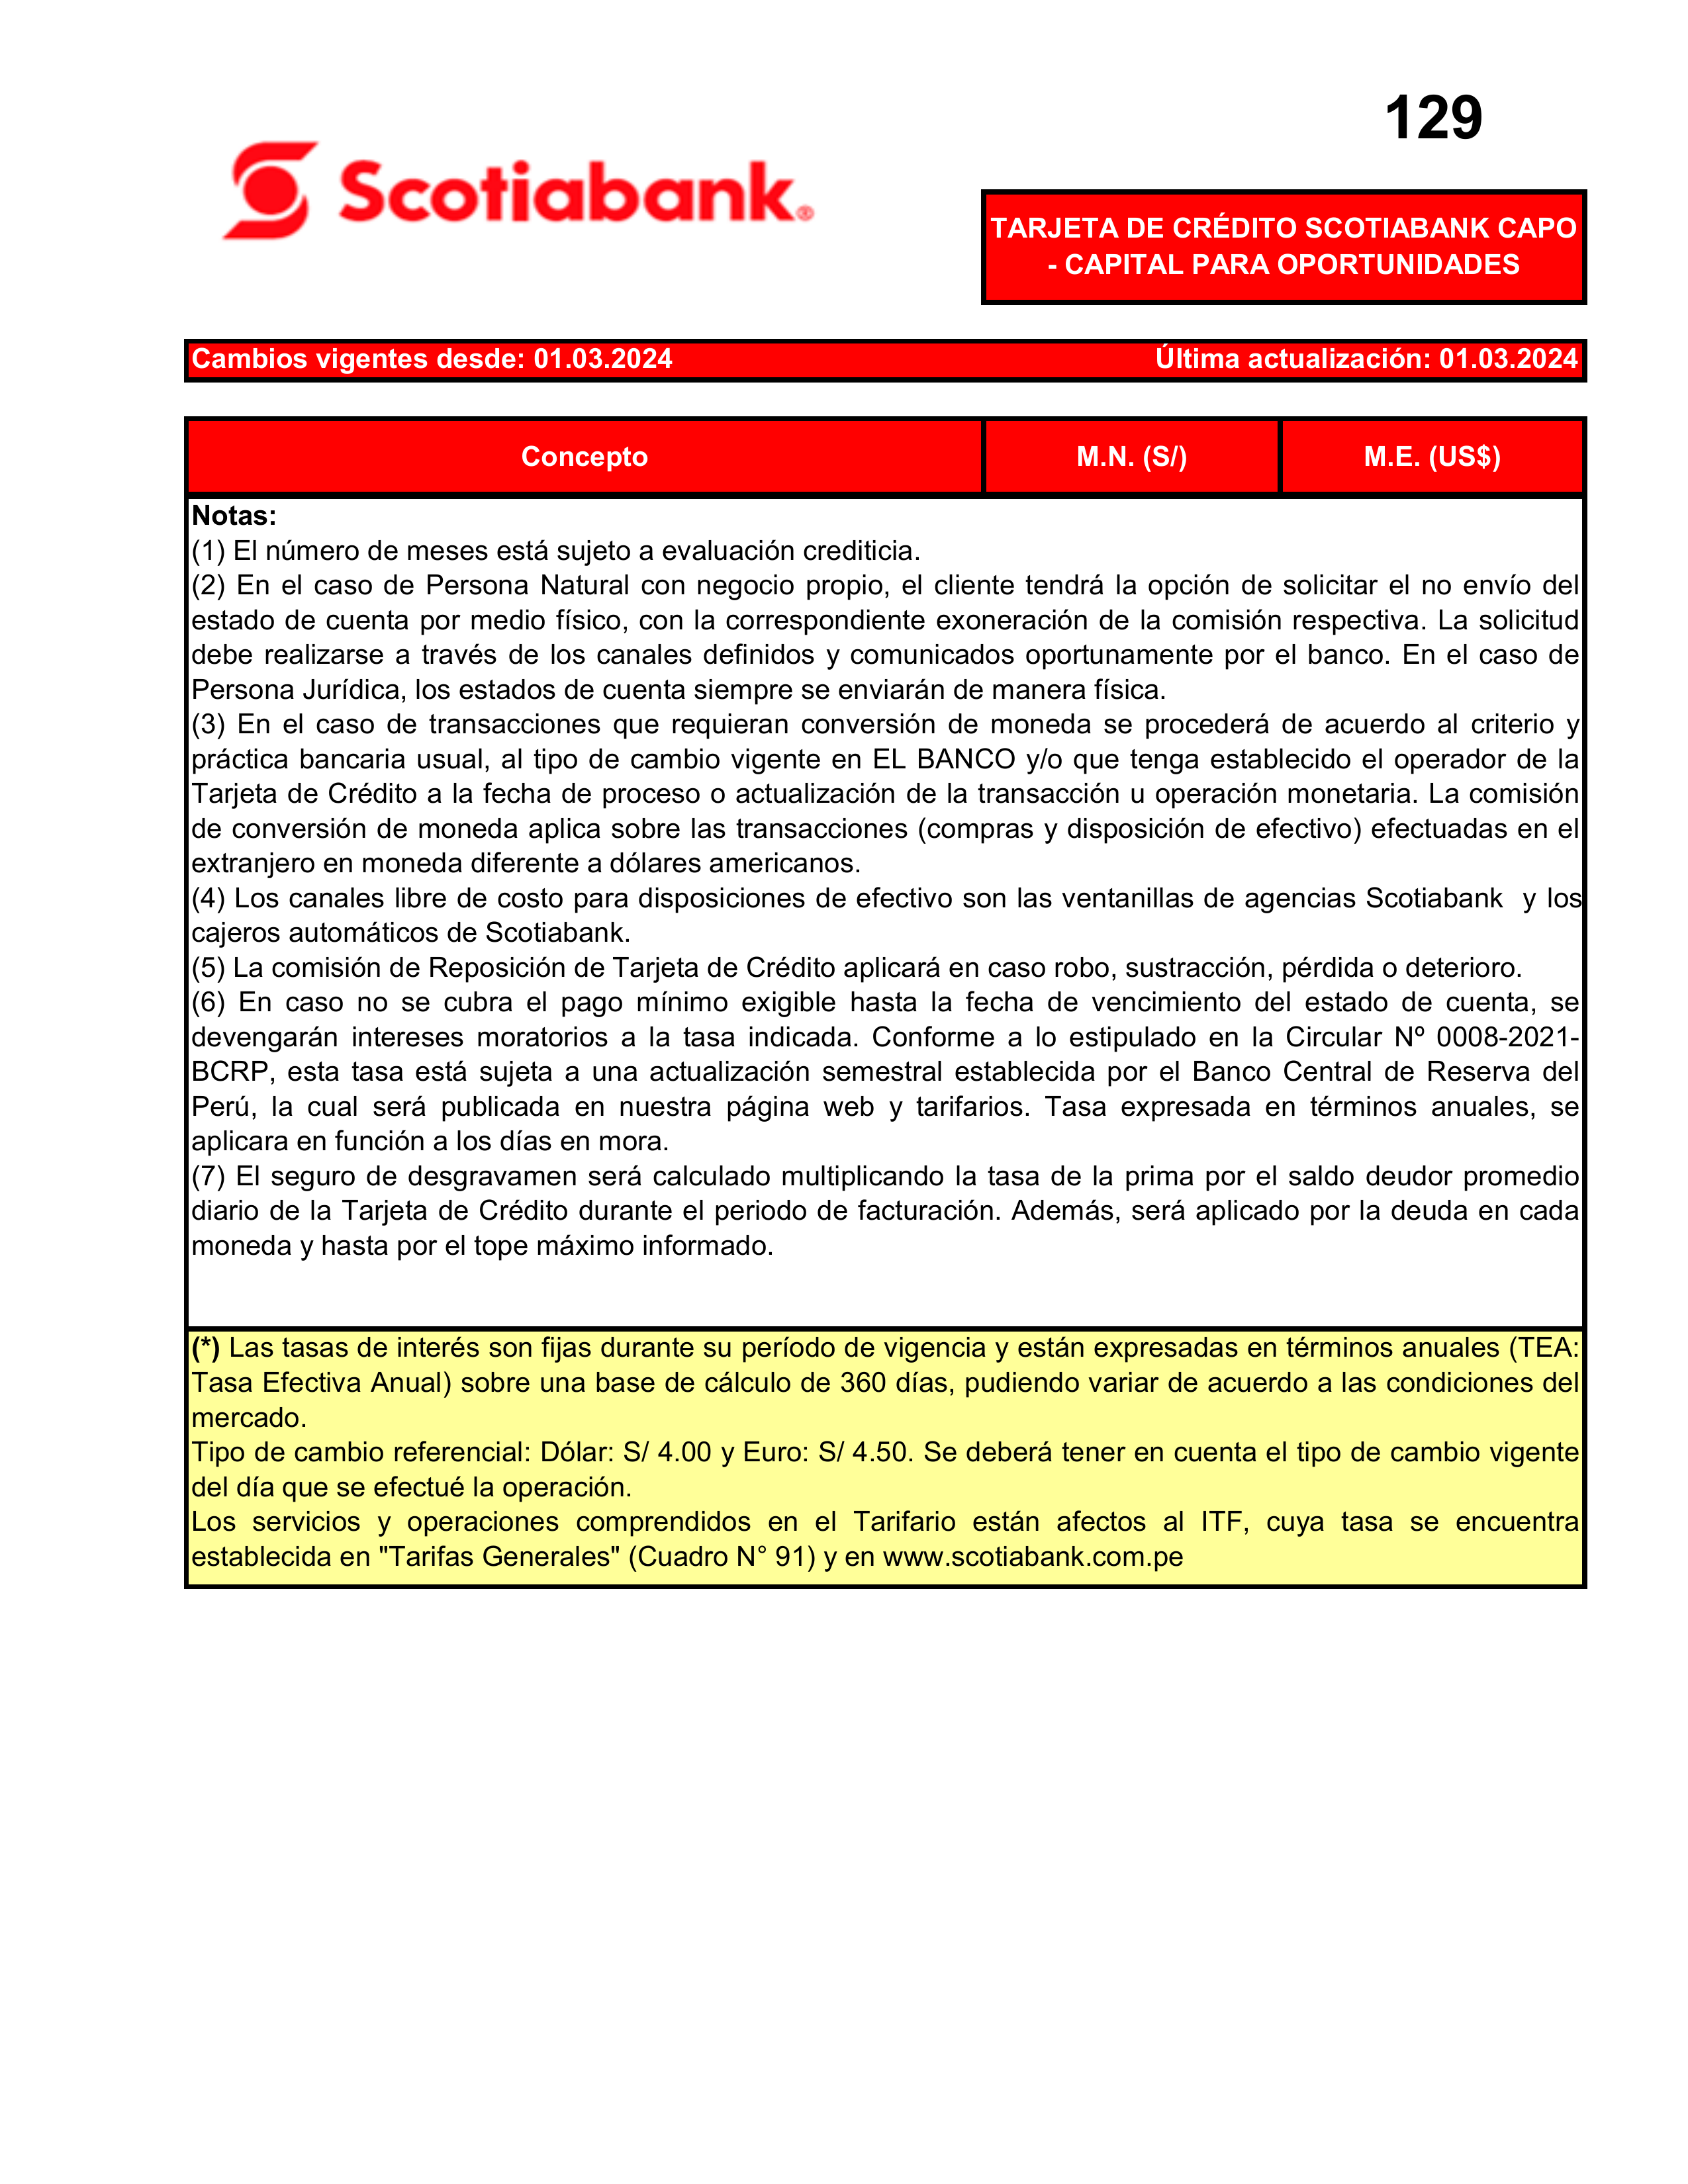 129
Scotiabank®
TARJETA DE CRÉDITO SCOTIABANK CAPO
- CAPITAL PARA OPORTUNIDADES
Cambios vigentes desde: 01.03.2024 Última actualización: 01.03.2024
Concepto M.N. (S/) M.E. (US$)
Notas:
(1) El número de meses está sujeto a evaluación crediticia.
(2) En el caso de Persona Natural con negocio propio, el cliente tendrá la opción de solicitar el no envío del
estado de cuenta por medio físico, con la correspondiente exoneración de la comisión respectiva. La solicitud
debe realizarse a través de los canales definidos y comunicados oportunamente por el banco. En el caso de
Persona Jurídica, los estados de cuenta siempre se enviarán de manera física.
(3) En el caso de transacciones que requieran conversión de moneda se procederá de acuerdo al criterio y
práctica bancaria usual, al tipo de cambio vigente en EL BANCO y/o que tenga establecido el operador de la
Tarjeta de Crédito a la fecha de proceso o actualización de la transacción u operación monetaria. La comisión
de conversión de moneda aplica sobre las transacciones (compras y disposición de efectivo) efectuadas en el
extranjero en moneda diferente a dólares americanos.
(4) Los canales libre de costo para disposiciones de efectivo son las ventanillas de agencias Scotiabank  y los
cajeros automáticos de Scotiabank.
(5) La comisión de Reposición de Tarjeta de Crédito aplicará en caso robo, sustracción, pérdida o deterioro.
(6) En caso no se cubra el pago mínimo exigible hasta la fecha de vencimiento del estado de cuenta, se
devengarán intereses moratorios a la tasa indicada. Conforme a lo estipulado en la Circular Nº 0008-2021-
BCRP, esta tasa está sujeta a una actualización semestral establecida por el Banco Central de Reserva del
Perú, la cual será publicada en nuestra página web y tarifarios. Tasa expresada en términos anuales, se
aplicara en función a los días en mora.
(7) El seguro de desgravamen será calculado multiplicando la tasa de la prima por el saldo deudor promedio
diario de la Tarjeta de Crédito durante el periodo de facturación. Además, será aplicado por la deuda en cada
moneda y hasta por el tope máximo informado.
(*) Las tasas de interés son fijas durante su período de vigencia y están expresadas en términos anuales (TEA:
Tasa Efectiva Anual) sobre una base de cálculo de 360 días, pudiendo variar de acuerdo a las condiciones del
mercado.
Tipo de cambio referencial: Dólar: S/ 4.00 y Euro: S/ 4.50. Se deberá tener en cuenta el tipo de cambio vigente
del día que se efectué la operación.
Los servicios y operaciones comprendidos en el Tarifario están afectos al ITF, cuya tasa se encuentra
establecida en "Tarifas Generales" (Cuadro N° 91) y en www.scotiabank.com.pe